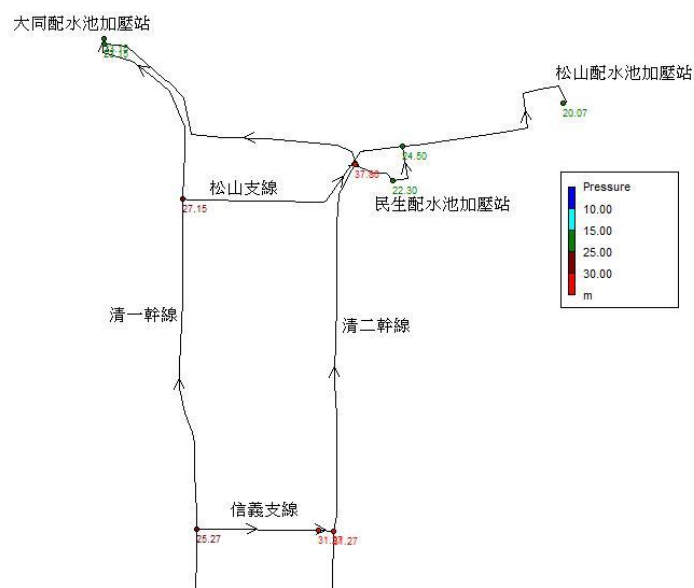 大同配水池加壓站
松山配水池加壓站
20.07
24.50
37.80
22.30
民生配水池加壓站
松山支線
27.15
Pressure
10.00
15.00
25.00
30.00
m
清一幹線
清二幹線
信義支線
25.27